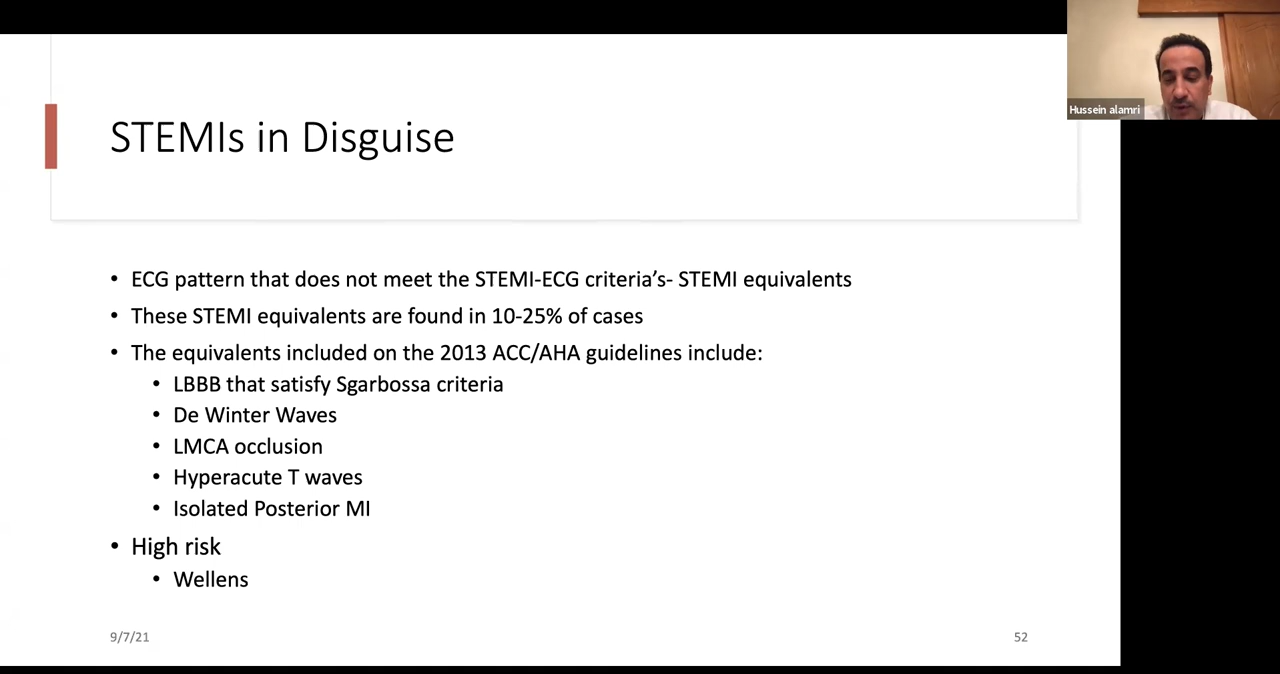 Hussein alamri
STEMIs in Disguise
• ECG pattern that does not meet the STEMI-ECG criteria’s- STEMI equivalents
• These STEMI equivalents are found in 10-25% of cases
• The equivalents included on the 2013 ACC/AHA guidelines include:
• LBBB that satisfy Sgarbossa criteria
• De Winter Waves
• LMCA occlusion
• Hyperacute T waves
• Isolated Posterior MI
• High risk
• Wellens
9/7/21
52